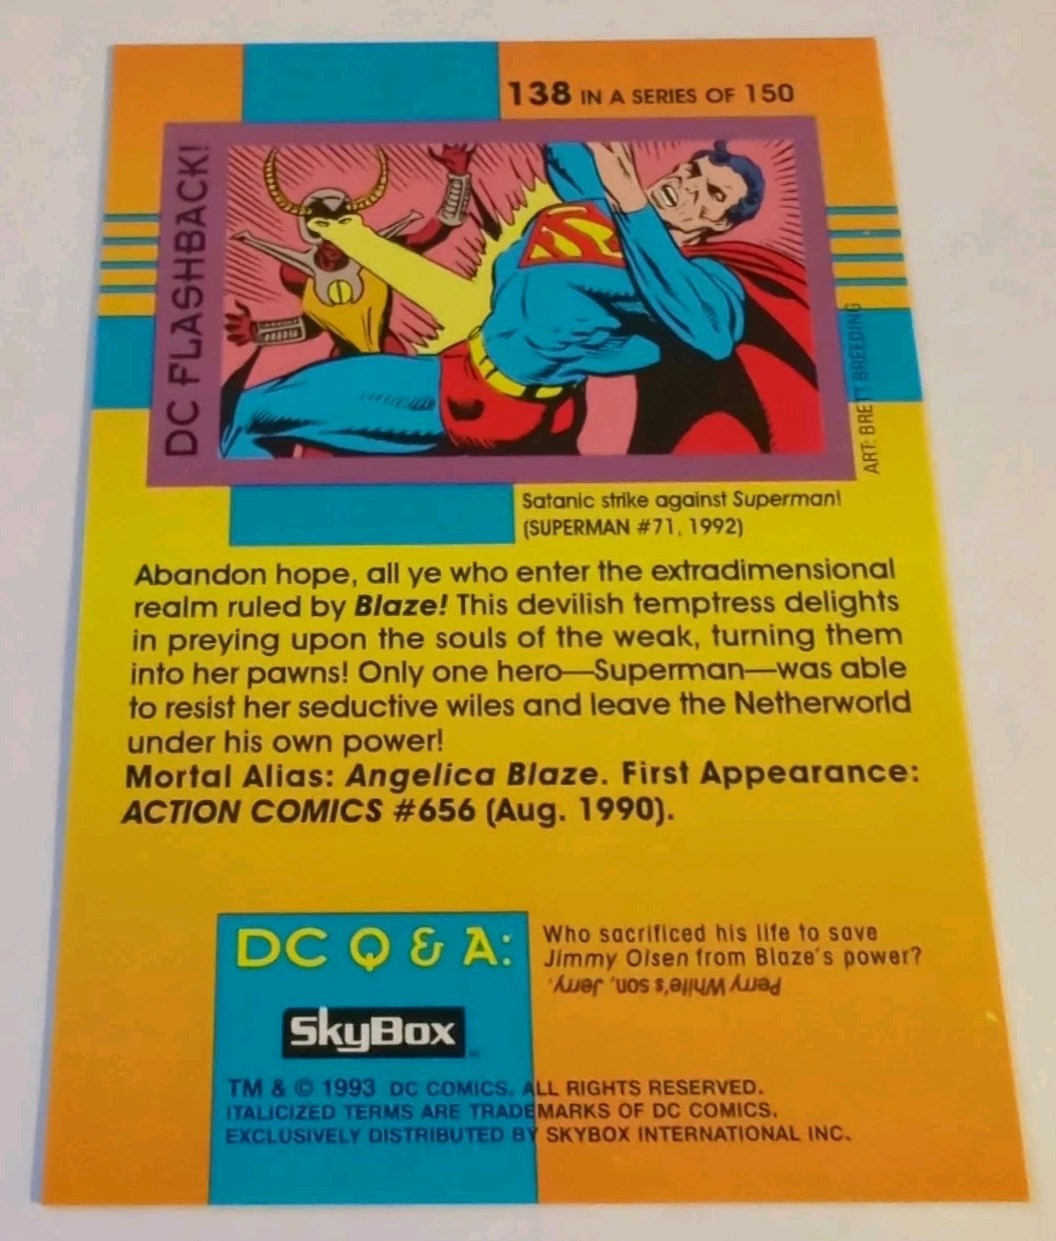 138 IN A SERIES OF 150
DC FLASHBACK!
ART: BRETT BREEDING
Satanic strike against Superman!
(SUPERMAN #71, 1992)
Abandon hope, all ye who enter the extradimensional
realm ruled by Blaze! This devilish temptress delights
in preying upon the souls of the weak, turning them
into her pawns! Only one hero—Superman—was able
to resist her seductive wiles and leave the Netherworld
under his own power!
Mortal Alias: Angelica Blaze. First Appearance:
ACTION COMICS #656 (Aug. 1990).
DC Q & A:
Who sacrificed his life to save
Jimmy Olsen from Blaze's power?
Perry White's son, Jerry.
SkyBox
TM & © 1993 DC COMICS. ALL RIGHTS RESERVED.
ITALICIZED TERMS ARE TRADEMARKS OF DC COMICS.
EXCLUSIVELY DISTRIBUTED BY SKYBOX INTERNATIONAL INC.